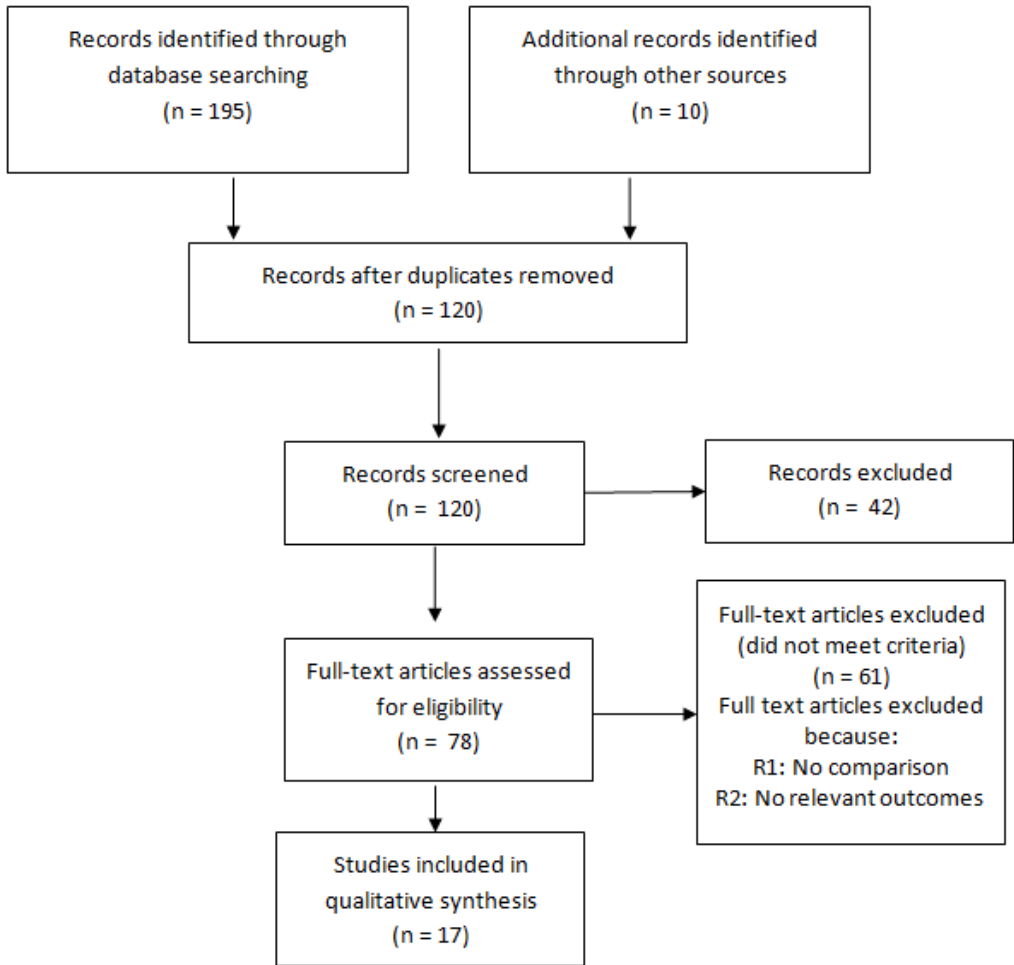 Records identified through
database searching
(n = 195)
Additional records identified
through other sources
(n = 10)
Records after duplicates removed
(n = 120)
Records screened
(n =  120)
Records excluded
(n =  42)
Full-text articles assessed
for eligibility
(n =  78)
Full-text articles excluded
(did not meet criteria)
(n = 61)
Full text articles excluded
because:
R1: No comparison
R2: No relevant outcomes
Studies included in
qualitative synthesis
(n = 17)